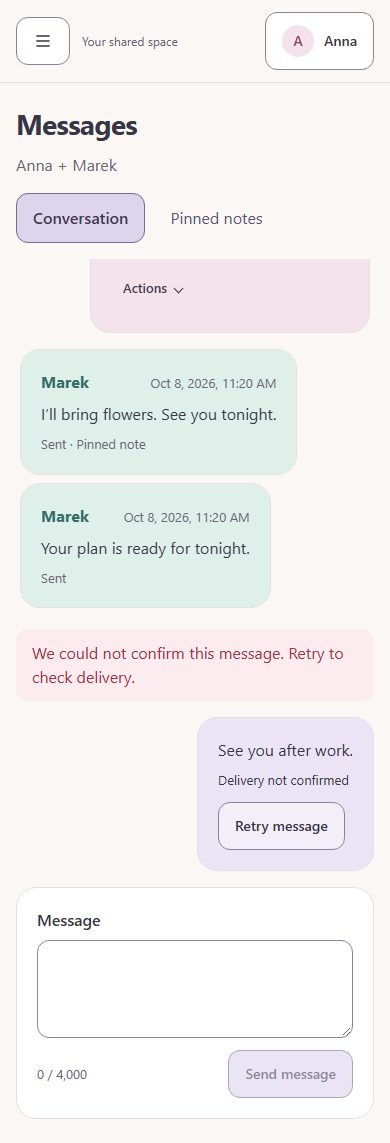 Your shared space
A
Anna
Messages
Anna + Marek
Conversation
Pinned notes
Actions
Marek
Oct 8, 2026, 11:20 AM
I’ll bring flowers. See you tonight.
Sent · Pinned note
Marek
Oct 8, 2026, 11:20 AM
Your plan is ready for tonight.
Sent
We could not confirm this message. Retry to
check delivery.
See you after work.
Delivery not confirmed
Retry message
Message
0 / 4,000
Send message